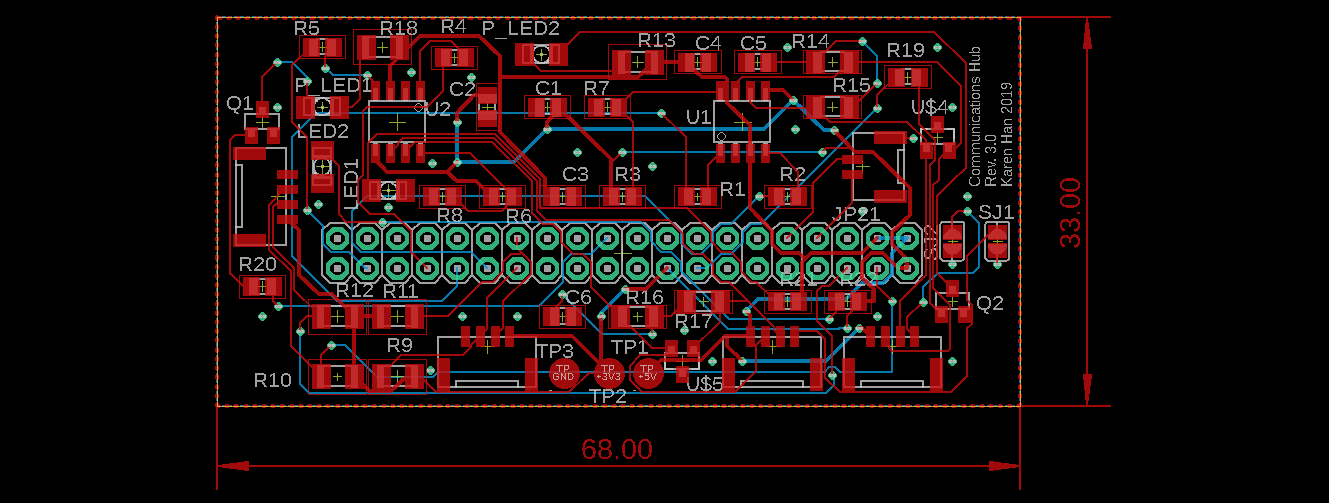 R5
R18
R4
P_LED2
R13
C4
C5
R14
R19
P_LED1
C2
C1
R7
R15
Q1
U2
U1
U$4
LED2
Communications Hub
Rev. 3.0
Karen Han 2019
LED1
C3
R3
R1
R2
R8
R6
JP21
SJ1
SJ2
33.00
R20
R12
R11
C6
R16
R21
Q2
R17
R9
TP3
TP1
R10
TP
GND
TP
+3V3
TP
+5V
U$5
TP2
68.00